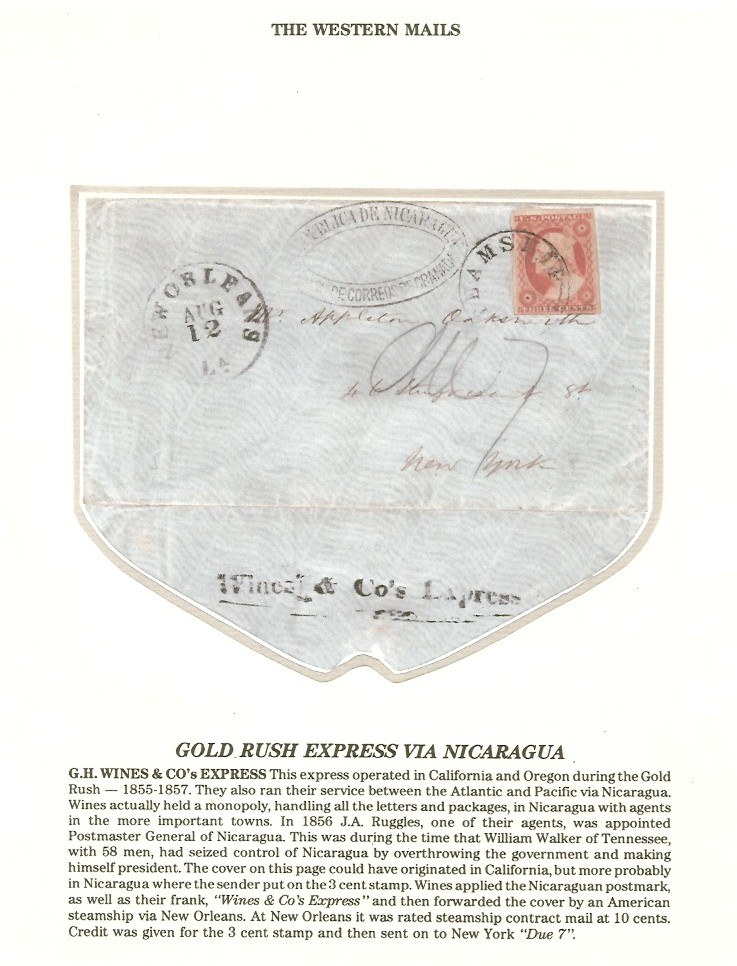 THE WESTERN MAILS
DE NICARAGUA
DE CORREOS DE GRANADA
U.S. POSTAGE
THREE CENTS
AMSHIP
NEW ORLEANS
AUG
12
LA
Mr. Appleton Oaksmith
St
New York
7
Wines & Co's Express
GOLD RUSH EXPRESS VIA NICARAGUA
G.H. WINES & CO's EXPRESS This express operated in California and Oregon during the Gold
Rush — 1855-1857. They also ran their service between the Atlantic and Pacific via Nicaragua.
Wines actually held a monopoly, handling all the letters and packages, in Nicaragua with agents
in the more important towns. In 1856 J.A. Ruggles, one of their agents, was appointed
Postmaster General of Nicaragua. This was during the time that William Walker of Tennessee,
with 58 men, had seized control of Nicaragua by overthrowing the government and making
himself president. The cover on this page could have originated in California, but more probably
in Nicaragua where the sender put on the 3 cent stamp. Wines applied the Nicaraguan postmark,
as well as their frank, "Wines & Co's Express" and then forwarded the cover by an American
steamship via New Orleans. At New Orleans it was rated steamship contract mail at 10 cents.
Credit was given for the 3 cent stamp and then sent on to New York "Due 7".